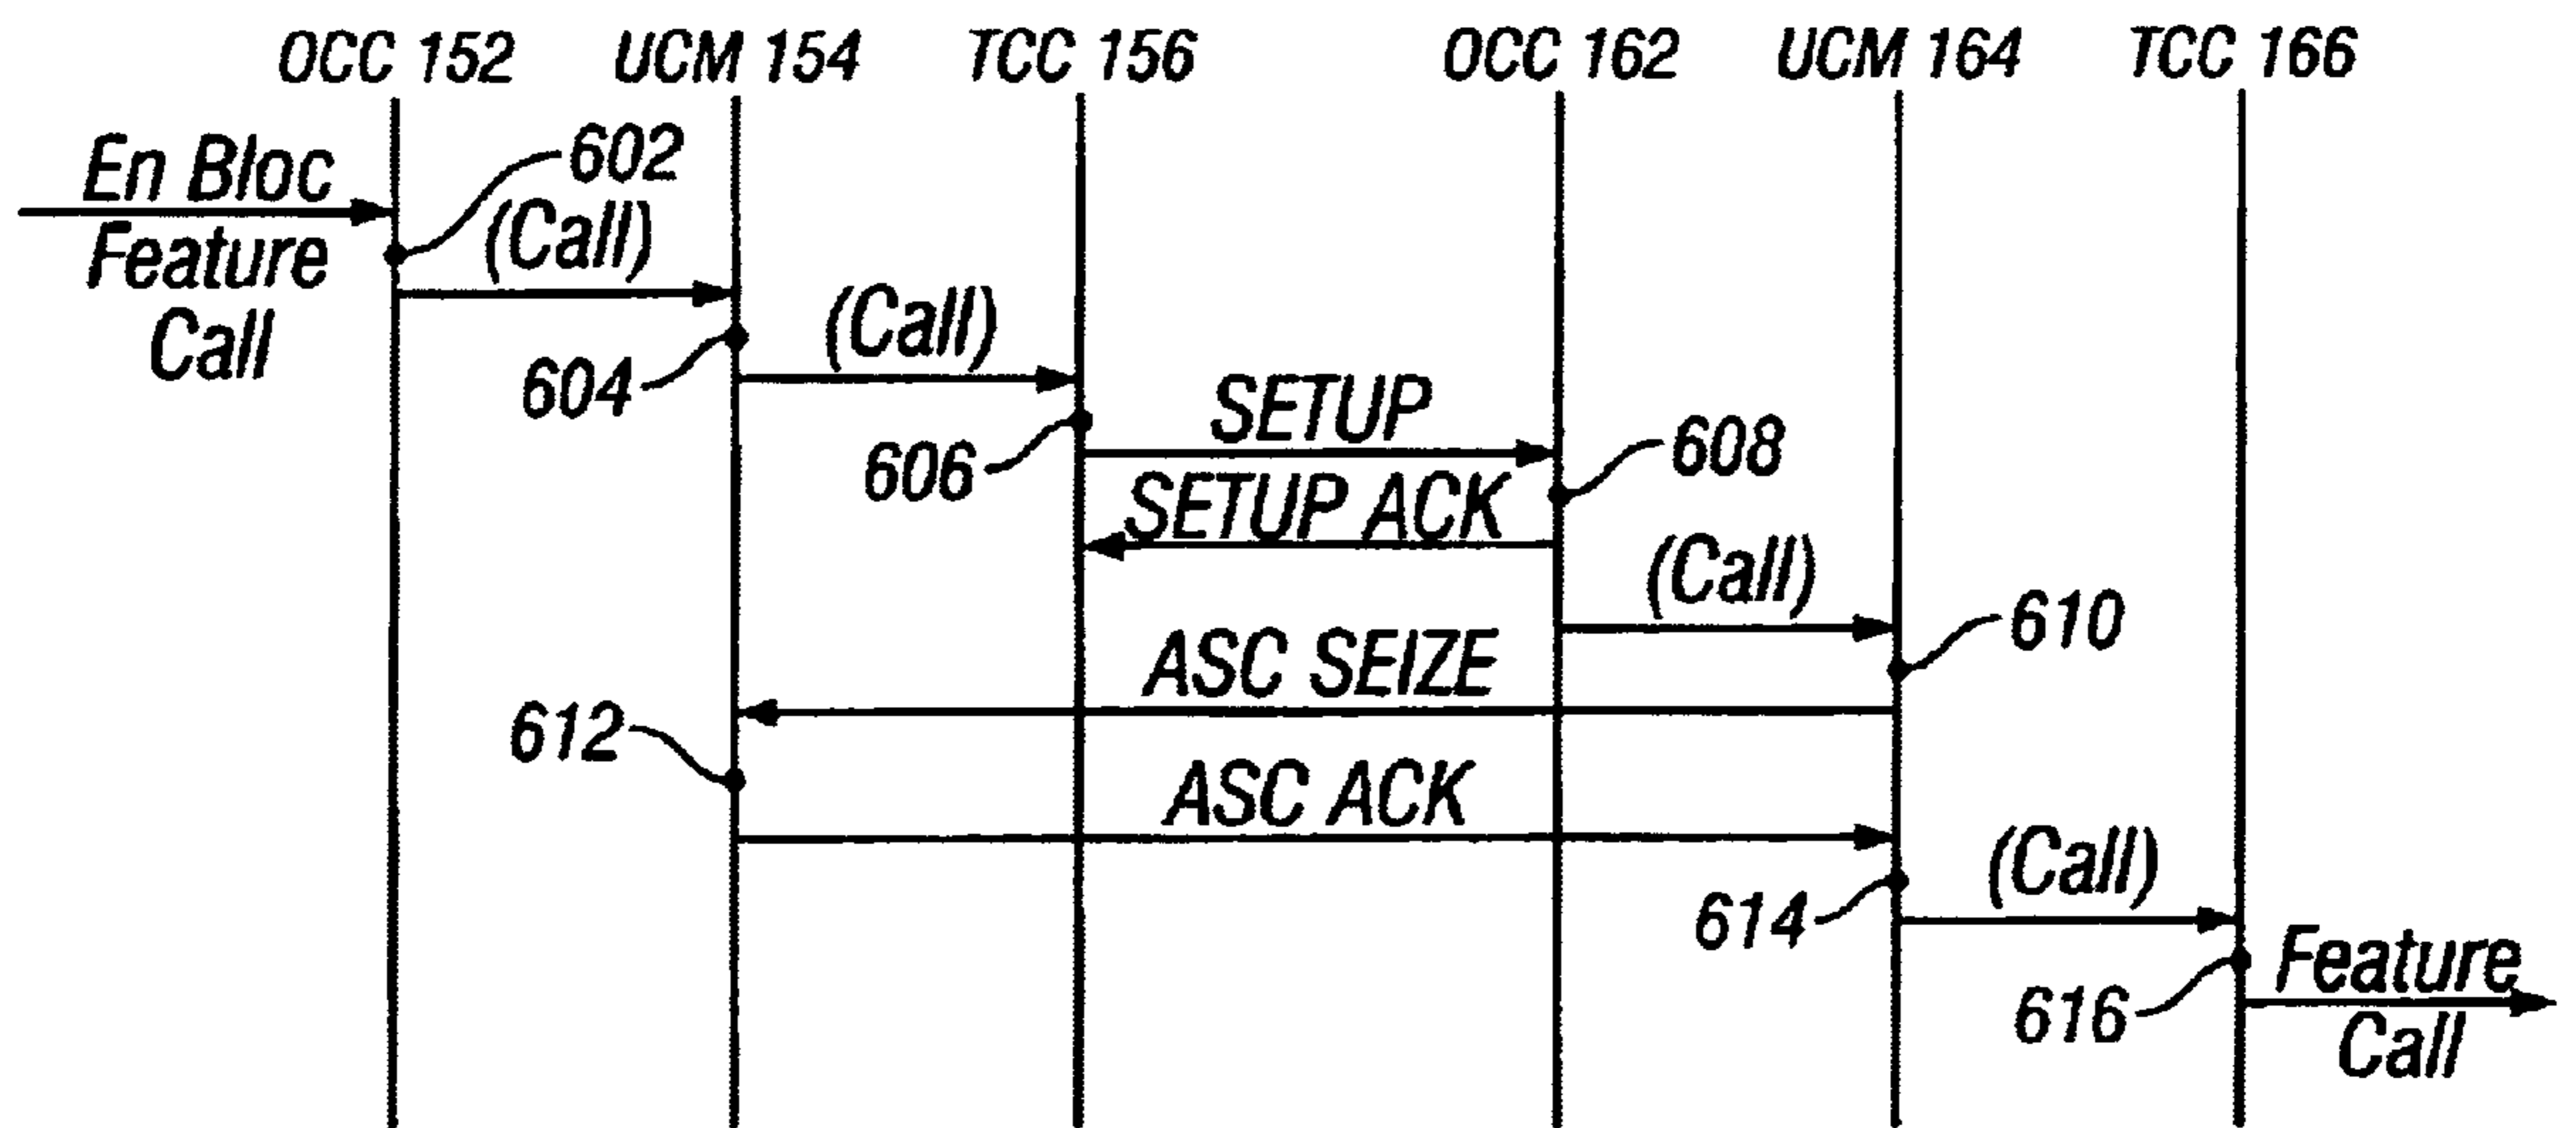 OCC 152 UCM 154 TCC 156 OCC 162 UCM 164 TCC 166
En Bloc
Feature
Call
602
(Call)
604
(Call)
606
SETUP
608
SETUP ACK
(Call)
610
ASC SEIZE
612
ASC ACK
614
(Call)
616
Feature
Call